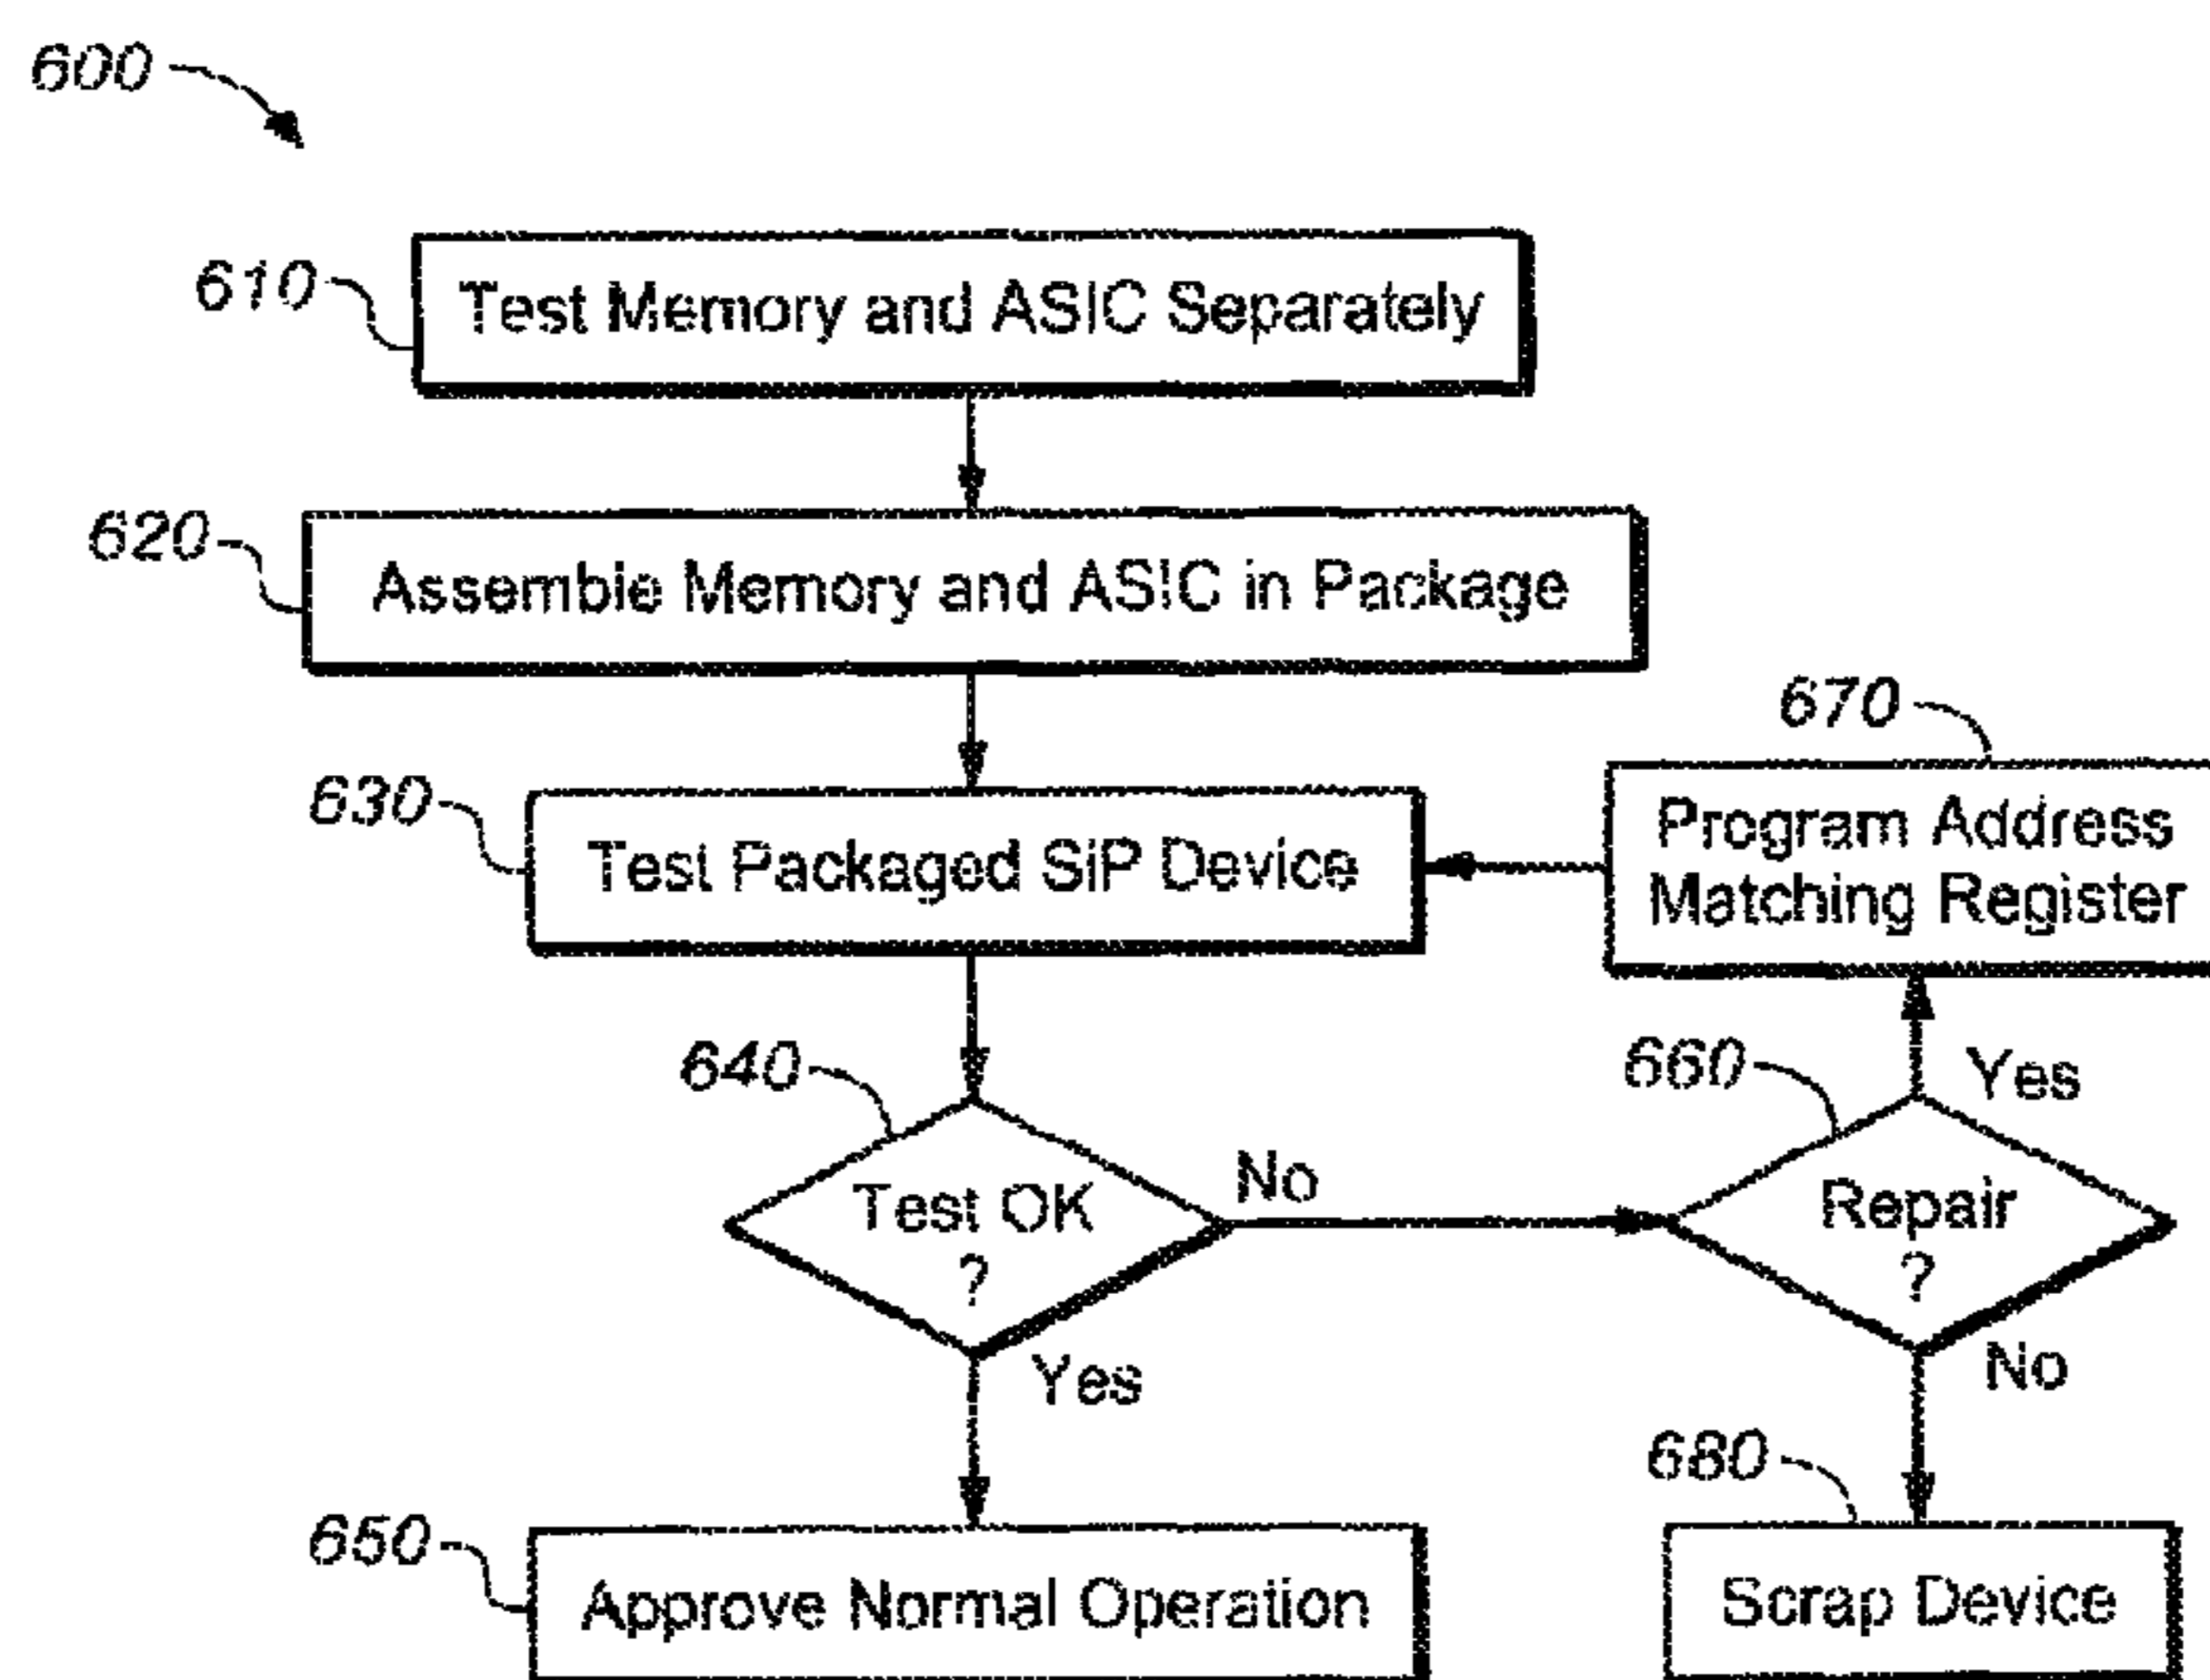 600
610
Test Memory and ASIC Separately
620
Assemble Memory and ASIC in Package
630
Test Packaged SiP Device
670
Program Address
Matching Register
640
Test OK
?
No
Yes
660
Repair
?
Yes
No
650
Approve Normal Operation
680
Scrap Device